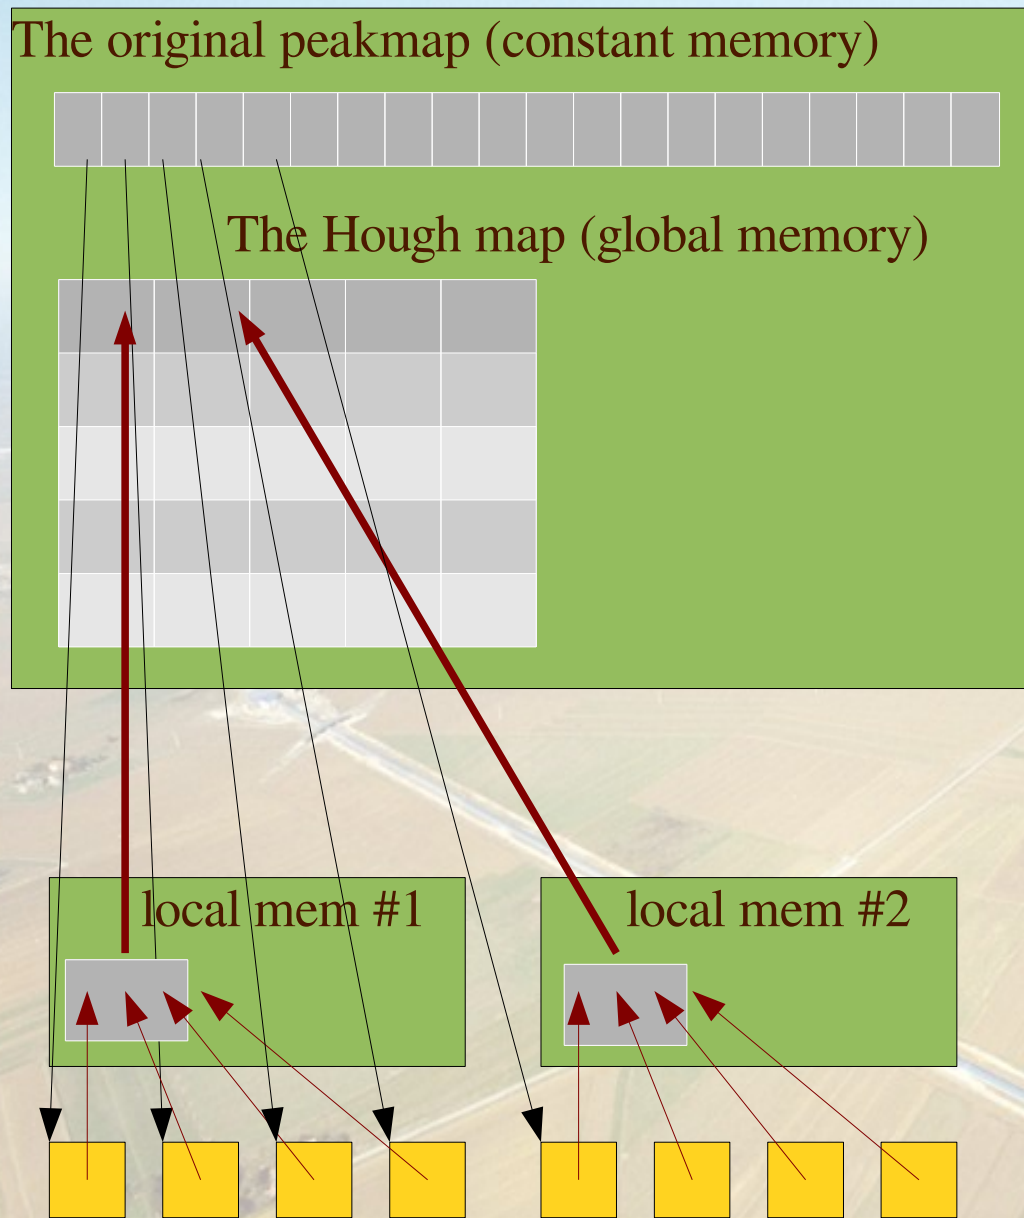 The original peakmap (constant memory)
The Hough map (global memory)
local mem #1
local mem #2